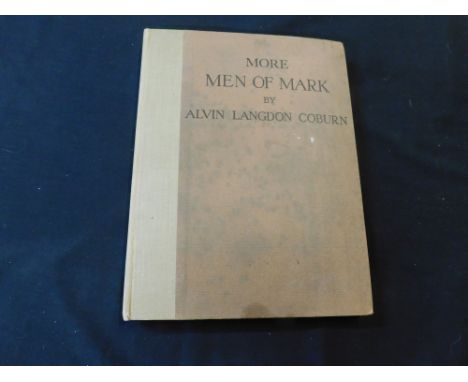 MORE
MEN OF MARK
BY
ALVIN LANGDON COBURN